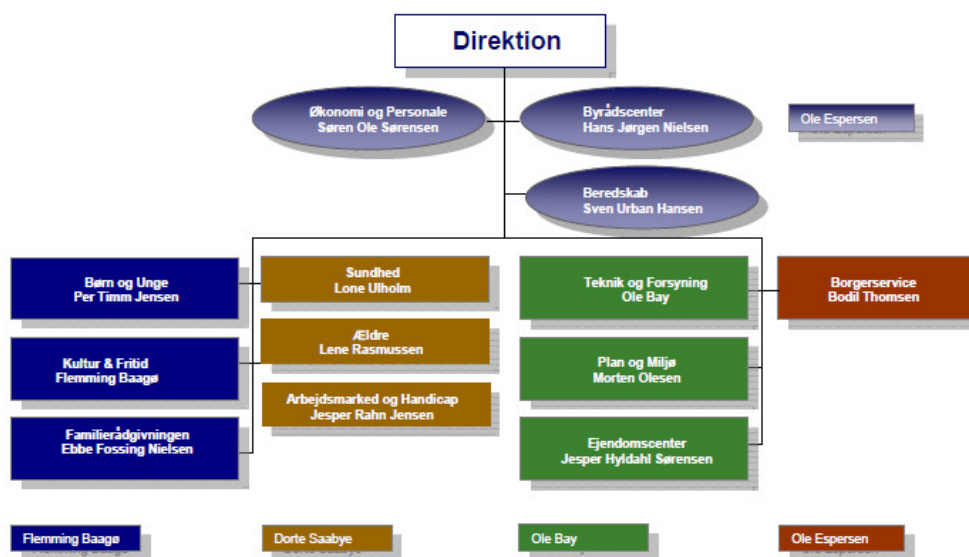 Direktion
Økonomi og Personale
Søren Ole Sørensen
Byrådscenter
Hans Jørgen Nielsen
Ole Espersen
Beredskab
Sven Urban Hansen
Børn og Unge
Per Timm Jensen
Sundhed
Lone Ulholm
Teknik og Forsyning
Ole Bay
Borgerservice
Bodil Thomsen
Kultur & Fritid
Flemming Baagø
Ældre
Lene Rasmussen
Plan og Miljø
Morten Olesen
Arbejdsmarked og Handicap
Jesper Rahn Jensen
Familierådgivningen
Ebbe Fossing Nielsen
Ejendomscenter
Jesper Hyldahl Sørensen
Flemming Baagø
Dorte Saabye
Ole Bay
Ole Espersen